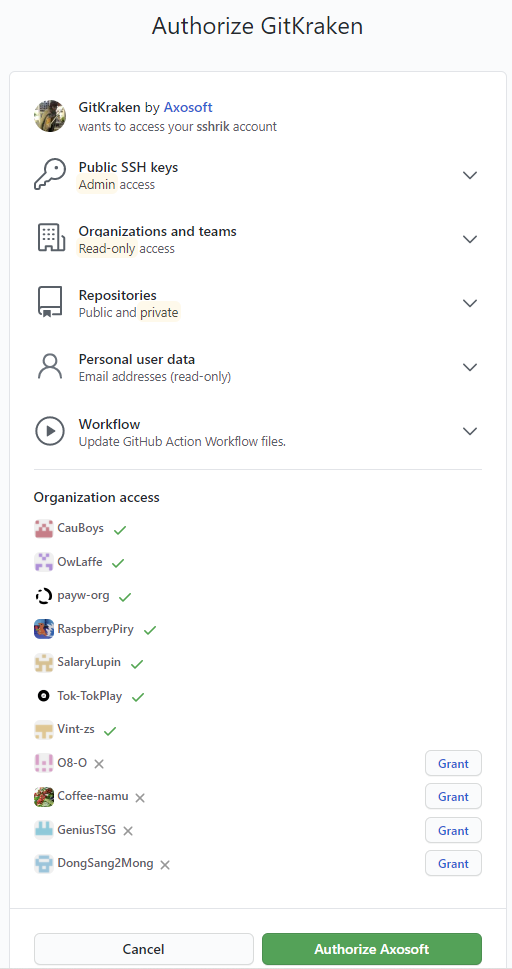 Authorize GitKraken
GitKraken by Axosoft
wants to access your sshrik account
Public SSH keys
Admin access
Organizations and teams
Read-only access
Repositories
Public and private
Personal user data
Email addresses (read-only)
Workflow
Update GitHub Action Workflow files.
Organization access
CauBoys
OwLaffe
payw-org
RaspberryPiry
SalaryLupin
Tok-TokPlay
Vint-zs
O8-O Grant
Coffee-namu Grant
GeniusTSG Grant
DongSang2Mong Grant
Cancel Authorize Axosoft